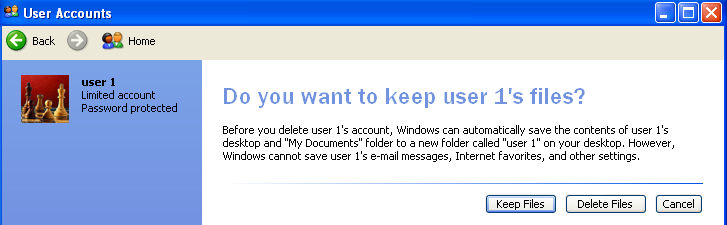 User Accounts
Back
Home
user 1
Limited account
Password protected
Do you want to keep user 1's files?
Before you delete user 1's account, Windows can automatically save the contents of user 1's
desktop and "My Documents" folder to a new folder called "user 1" on your desktop. However,
Windows cannot save user 1's e-mail messages, Internet favorites, and other settings.
Keep Files
Delete Files
Cancel